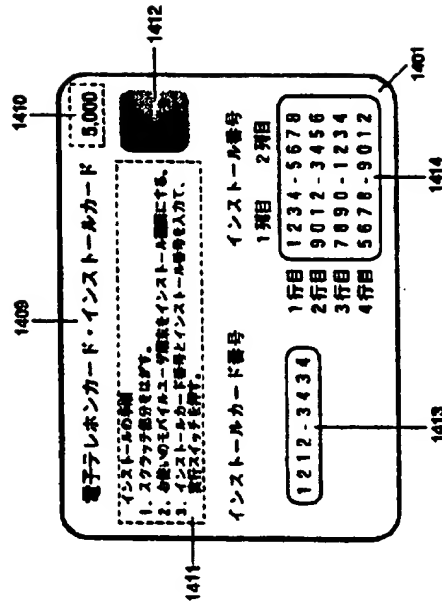 1409
1410
1412
電子テレホンカード・インストールカード
5,000
インストールの手順
1. スクラッチ部分をはがす。
2. お使いのモバイルユーザ端末をインストール画面にする。
3. インストールカード番号とインストール番号を入力て、
実行スイッチを押す。
1411
インストールカード番号
インストール番号
1列目 2列目
1212-3434
1行目 1234-5678
2行目 9012-3456
3行目 7890-1234
4行目 5678-9012
1413
1414
1401